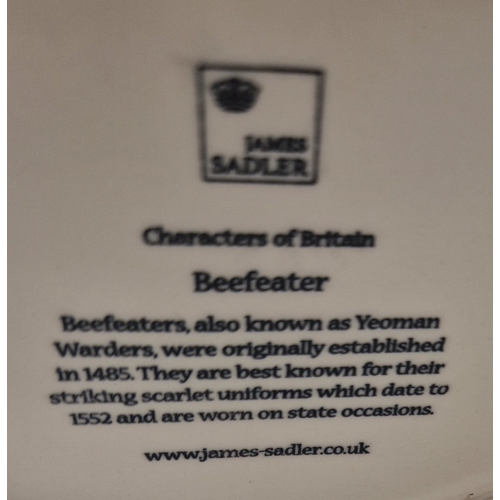 JAMES
SADLER
Characters of Britain
Beefeater
Beefeaters, also known as Yeoman
Warders, were originally established
in 1485. They are best known for their
striking scarlet uniforms which date to
1552 and are worn on state occasions.
www.james-sadler.co.uk